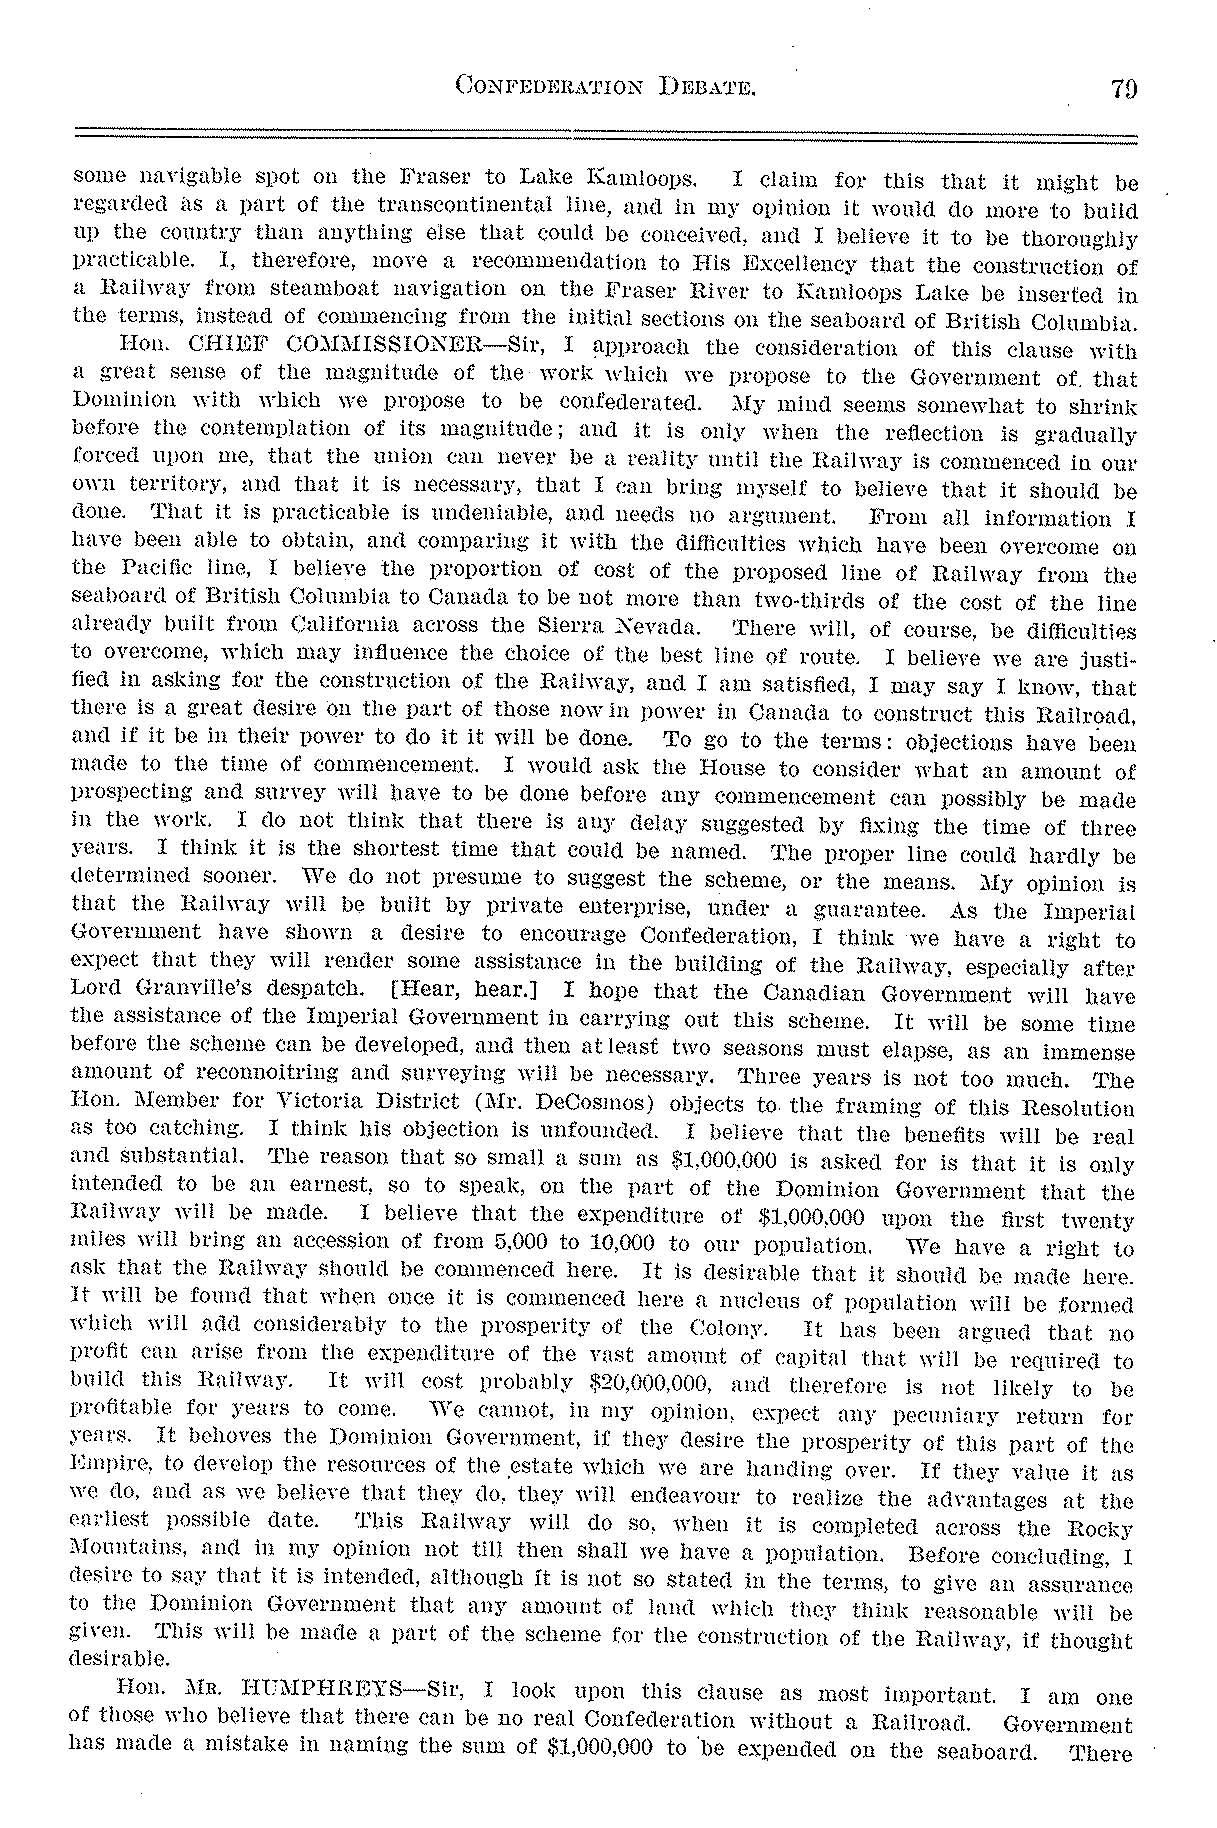 CONFEDERATION DEBATE. 79
some navigable spot on the Fraser to Lake Kamloops. I claim for this that it might be
regarded as a part of the transcontinental line, and in my opinion it would do more to build
up the country than anything else that could be conceived, and I believe it to be thoroughly
practicable. I, therefore, move a recommendation to His Excellency that the construction of
a Railway from steamboat navigation on the Fraser River to Kamloops Lake be inserted in
the terms, instead of commencing from the initial sections on the seaboard of British Columbia.
Hon. CHIEF COMMISSIONER—Sir, I approach the consideration of this clause with
a great sense of the magnitude of the work which we propose to the Government of that
Dominion with which we propose to be confederated. My mind seems somewhat to shrink
before the contemplation of its magnitude; and it is only when the reflection is gradually
forced upon me, that the union can never be a reality until the Railway is commenced in our
own territory, and that it is necessary, that I can bring myself to believe that it should be
done. That it is practicable is undeniable, and needs no argument. From all information I
have been able to obtain, and comparing it with the difficulties which have been overcome on
the Pacific line, I believe the proportion of cost of the proposed line of Railway from the
seaboard of British Columbia to Canada to be not more than two-thirds of the cost of the line
already built from California across the Sierra Nevada. There will, of course, be difficulties
to overcome, which may influence the choice of the best line of route. I believe we are justi-
fied in asking for the construction of the Railway, and I am satisfied, I may say I know, that
there is a great desire on the part of those now in power in Canada to construct this Railroad,
and if it be in their power to do it it will be done. To go to the terms: objections have been
made to the time of commencement. I would ask the House to consider what an amount of
prospecting and survey will have to be done before any commencement can possibly be made
in the work. I do not think that there is any delay suggested by fixing the time of three
years. I think it is the shortest time that could be named. The proper line could hardly be
determined sooner. We do not presume to suggest the scheme, or the means. My opinion is
that the Railway will be built by private enterprise, under a guarantee. As the Imperial
Government have shown a desire to encourage Confederation, I think we have a right to
expect that they will render some assistance in the building of the Railway, especially after
Lord Granville's despatch. [Hear, hear.] I hope that the Canadian Government will have
the assistance of the Imperial Government in carrying out this scheme. It will be some time
before the scheme can be developed, and then at least two seasons must elapse, as an immense
amount of reconnoitring and surveying will be necessary. Three years is not too much. The
Hon. Member for Victoria District (Mr. DeCosmos) objects to the framing of this Resolution
as too catching. I think his objection is unfounded. I believe that the benefits will be real
and substantial. The reason that so small a sum as $1,000,000 is asked for is that it is only
intended to be an earnest, so to speak, on the part of the Dominion Government that the
Railway will be made. I believe that the expenditure of $1,000,000 upon the first twenty
miles will bring an accession of from 5,000 to 10,000 to our population. We have a right to
ask that the Railway should be commenced here. It is desirable that it should be made here.
It will be found that when once it is commenced here a nucleus of population will be formed
which will add considerably to the prosperity of the Colony. It has been argued that no
profit can arise from the expenditure of the vast amount of capital that will be required to
build this Railway. It will cost probably $20,000,000, and therefore is not likely to be
profitable for years to come. We cannot, in my opinion, expect any pecuniary return for
years. It behoves the Dominion Government, if they desire the prosperity of this part of the
Empire, to develop the resources of the estate which we are handing over. If they value it as
we do, and as we believe that they do, they will endeavour to realize the advantages at the
earliest possible date. This Railway will do so, when it is completed across the Rocky
Mountains, and in my opinion not till then shall we have a population. Before concluding, I
desire to say that it is intended, although it is not so stated in the terms, to give an assurance
to the Dominion Government that any amount of land which they think reasonable will be
given. This will be made a part of the scheme for the construction of the Railway, if thought
desirable.
Hon. MR. HUMPHREYS—Sir, I look upon this clause as most important. I am one
of those who believe that there can be no real Confederation without a Railroad. Government
has made a mistake in naming the sum of $1,000,000 to be expended on the seaboard. There